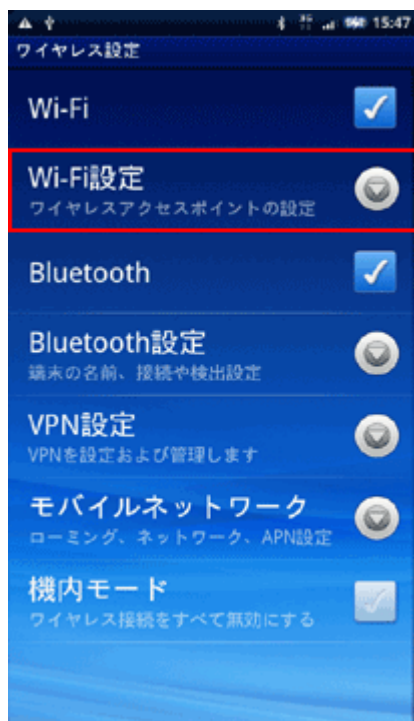 15:47
ワイヤレス設定
Wi-Fi
Wi-Fi設定
ワイヤレスアクセスポイントの設定
Bluetooth
Bluetooth設定
端末の名前、接続や検出設定
VPN設定
VPNを設定および管理します
モバイルネットワーク
ローミング、ネットワーク、APN設定
機内モード
ワイヤレス接続をすべて無効にする